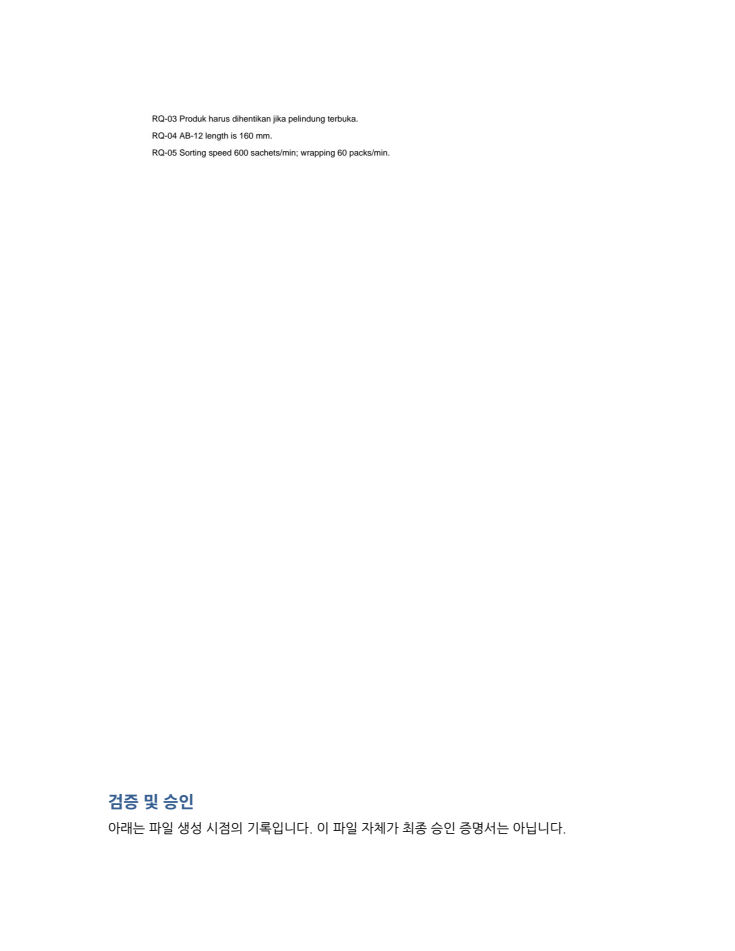 RQ-03 Produk harus dihentikan jika pelindung terbuka.
RQ-04 AB-12 length is 160 mm.
RQ-05 Sorting speed 600 sachets/min; wrapping 60 packs/min.
검증 및 승인
아래는 파일 생성 시점의 기록입니다. 이 파일 자체가 최종 승인 증명서는 아닙니다.